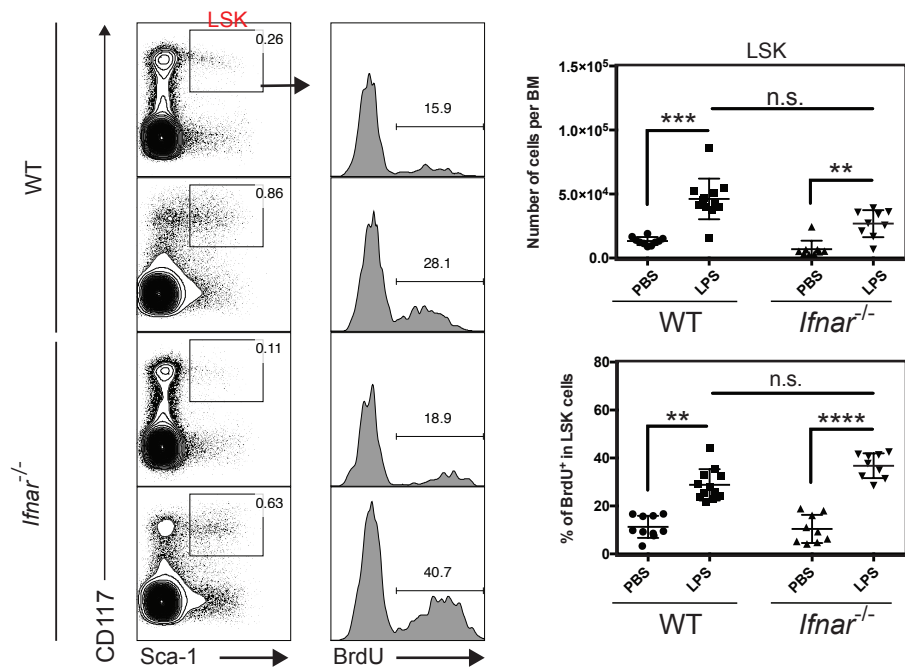 LSK
0.26
15.9
0.86
28.1
0.11
18.9
0.63
40.7
WT
Ifnar-/-
CD117
Sca-1
BrdU
LSK
Number of cells per BM
1.5×10⁵
1.0×10⁵
5.0×10⁴
0.0
***
n.s.
**
PBS
LPS
PBS
LPS
WT
Ifnar-/-
% of BrdU⁺ in LSK cells
80
60
40
20
0
**
n.s.
****
PBS
LPS
PBS
LPS
WT
Ifnar-/-